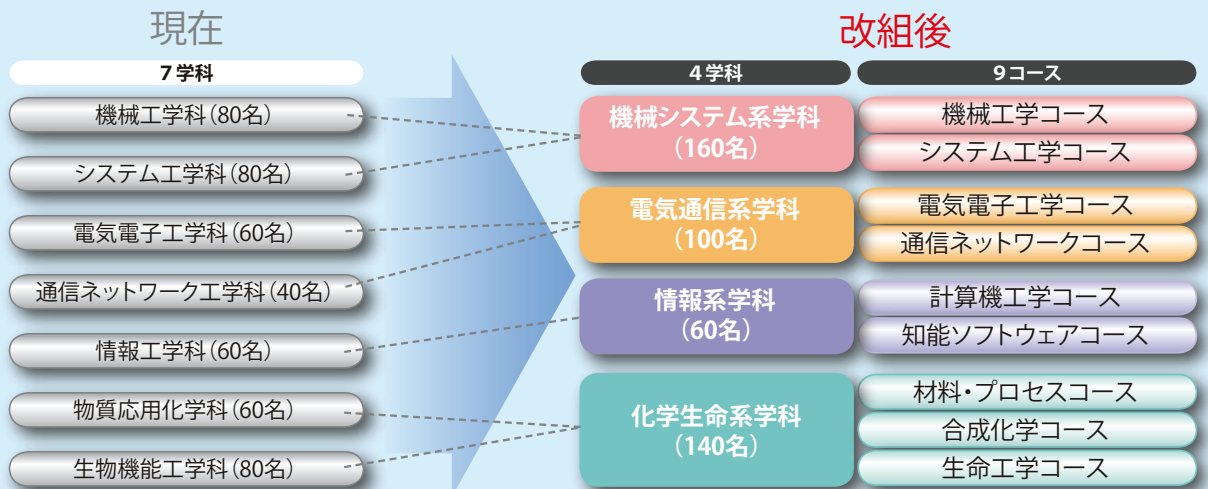 現在
7学科
機械工学科(80名)
システム工学科(80名)
電気電子工学科(60名)
通信ネットワーク工学科(40名)
情報工学科(60名)
物質応用化学科(60名)
生物機能工学科(80名)
改組後
4学科
9コース
機械システム系学科
(160名)
機械工学コース
システム工学コース
電気通信系学科
(100名)
電気電子工学コース
通信ネットワークコース
情報系学科
(60名)
計算機工学コース
知能ソフトウェアコース
化学生命系学科
(140名)
材料・プロセスコース
合成化学コース
生命工学コース